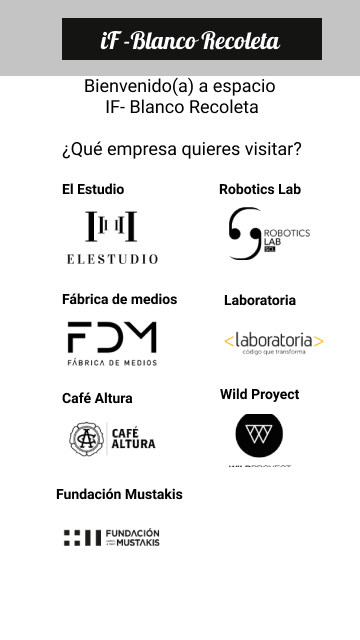 iF -Blanco Recoleta
Bienvenido(a) a espacio
IF- Blanco Recoleta
¿Qué empresa quieres visitar?
El Estudio
Robotics Lab
ELESTUDIO
ROBOTICS
LAB
SCL
Fábrica de medios
Laboratoria
FDM
FÁBRICA DE MEDIOS
<laboratoria>
código que transforma
Café Altura
Wild Proyect
CAFÉ
ALTURA
Fundación Mustakis
FUNDACIÓN
MUSTAKIS